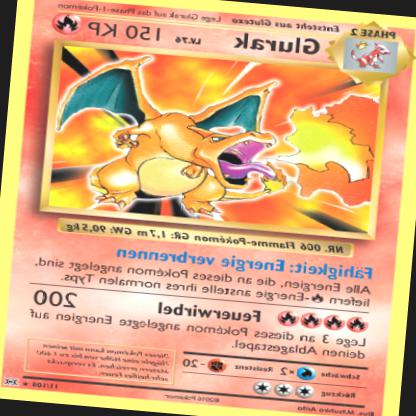 PHASE 2
Entsteht aus Glutexo
Lege Glurak auf das Phase-1-Pokémon
Glurak
LV.76 150 KP
NR. 006 Flamme-Pokémon GR: 1,7 m GW: 90,5 kg
Fähigkeit: Energie verbrennen
Alle Energien, die an dieses Pokémon angelegt sind,
liefern -Energie anstelle ihres normalen Typs.
Feuerwirbel 200
Lege 3 an dieses Pokémon angelegte Energien auf
deinen Ablagestapel.
Schwäche ×2 Resistenz -20
Rückzug
Illus. Mitsuhiro Arita
©2016 Pokémon
11/108